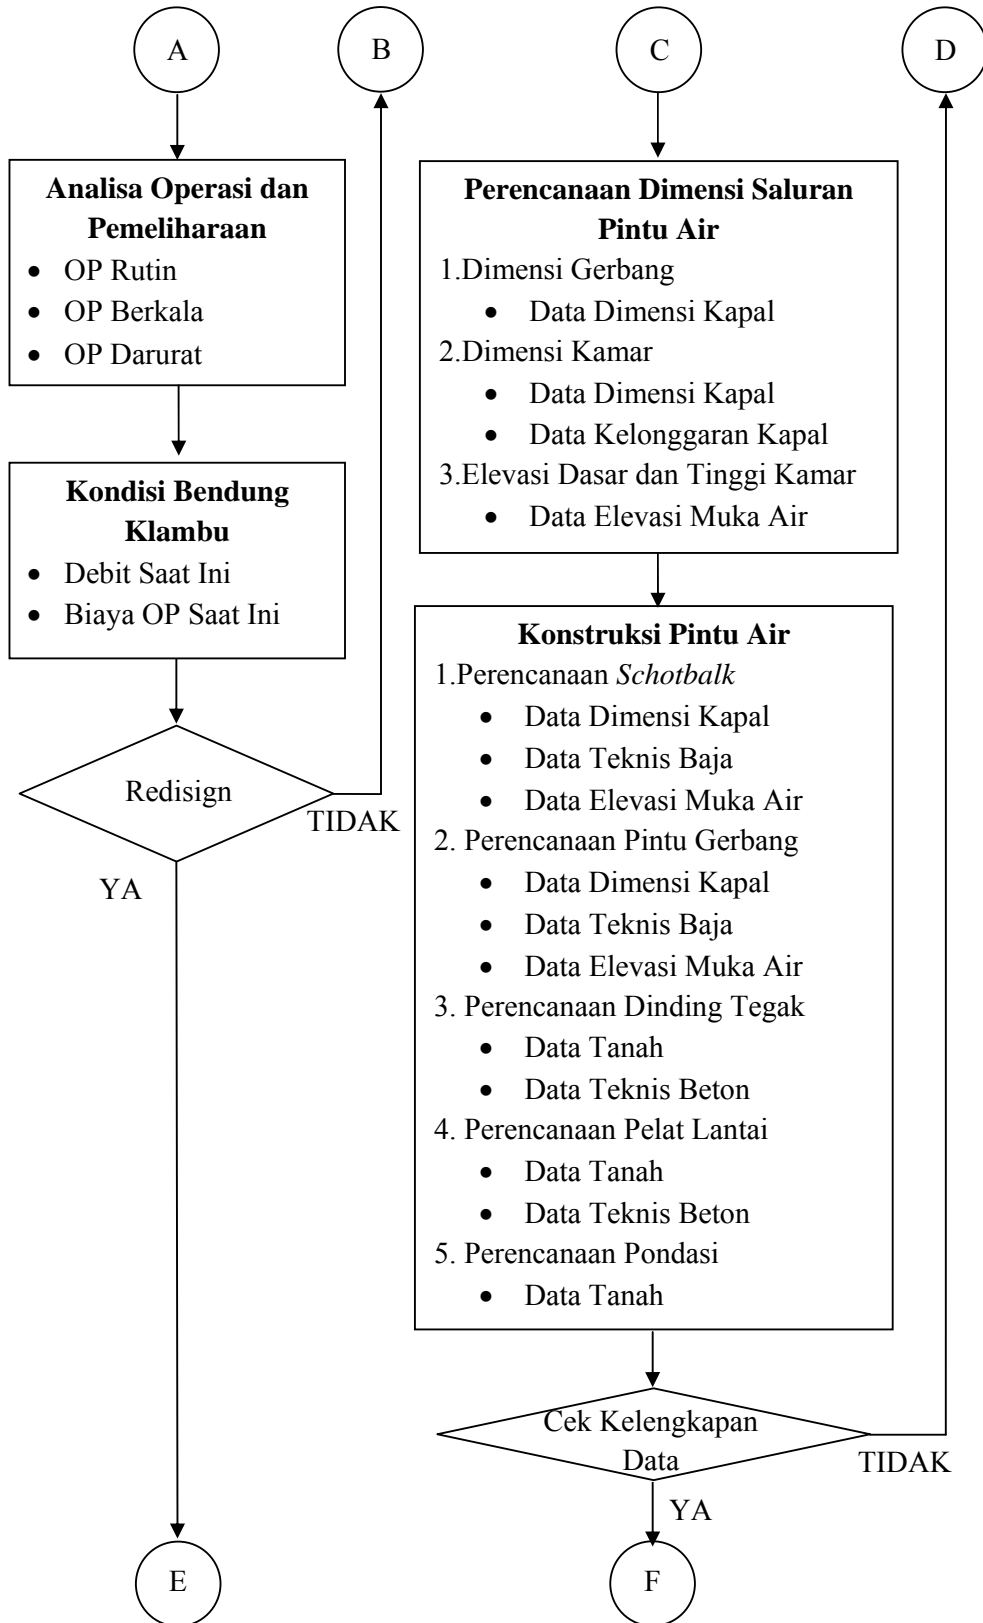 A
B
C
D
Analisa Operasi dan
Pemeliharaan
• OP Rutin
• OP Berkala
• OP Darurat
Kondisi Bendung
Klambu
• Debit Saat Ini
• Biaya OP Saat Ini
Redisign
TIDAK
YA
E
Perencanaan Dimensi Saluran
Pintu Air
1.Dimensi Gerbang
• Data Dimensi Kapal
2.Dimensi Kamar
• Data Dimensi Kapal
• Data Kelonggaran Kapal
3.Elevasi Dasar dan Tinggi Kamar
• Data Elevasi Muka Air
Konstruksi Pintu Air
1.Perencanaan Schotbalk
• Data Dimensi Kapal
• Data Teknis Baja
• Data Elevasi Muka Air
2. Perencanaan Pintu Gerbang
• Data Dimensi Kapal
• Data Teknis Baja
• Data Elevasi Muka Air
3. Perencanaan Dinding Tegak
• Data Tanah
• Data Teknis Beton
4. Perencanaan Pelat Lantai
• Data Tanah
• Data Teknis Beton
5. Perencanaan Pondasi
• Data Tanah
Cek Kelengkapan
Data
TIDAK
YA
F